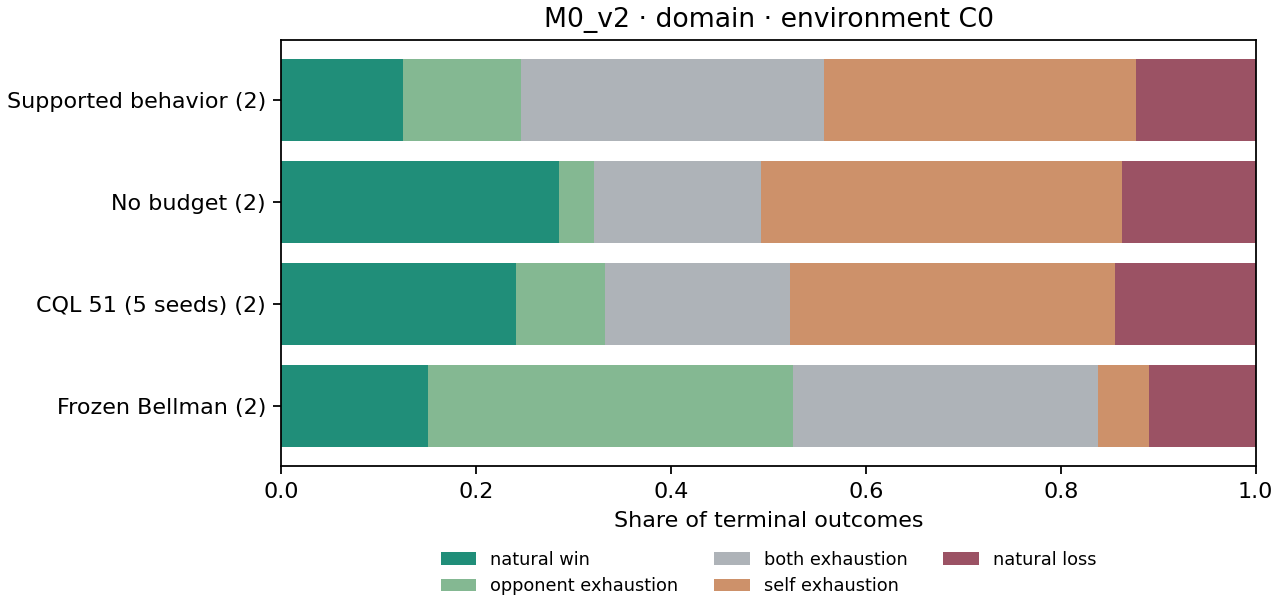 M0_v2 · domain · environment C0
Supported behavior (2)
No budget (2)
CQL 51 (5 seeds) (2)
Frozen Bellman (2)
0.0 0.2 0.4 0.6 0.8 1.0
Share of terminal outcomes
natural win both exhaustion natural loss
opponent exhaustion self exhaustion